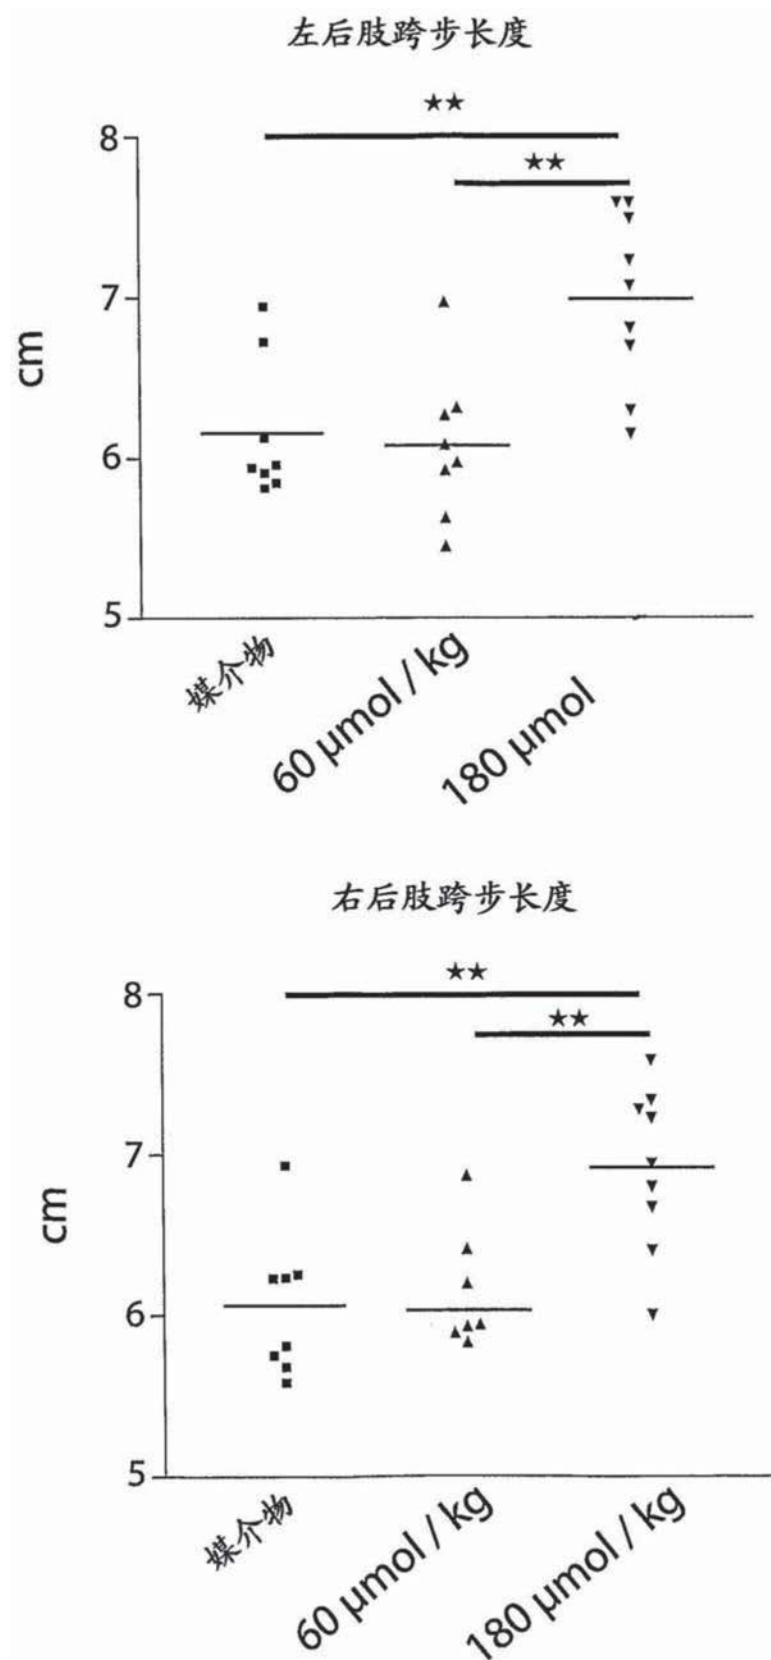 左后肢跨步长度
★★
★★
8
7
6
5
cm
媒介物
60 μmol / kg
180 μmol
右后肢跨步长度
★★
★★
8
7
6
5
cm
媒介物
60 μmol / kg
180 μmol / kg